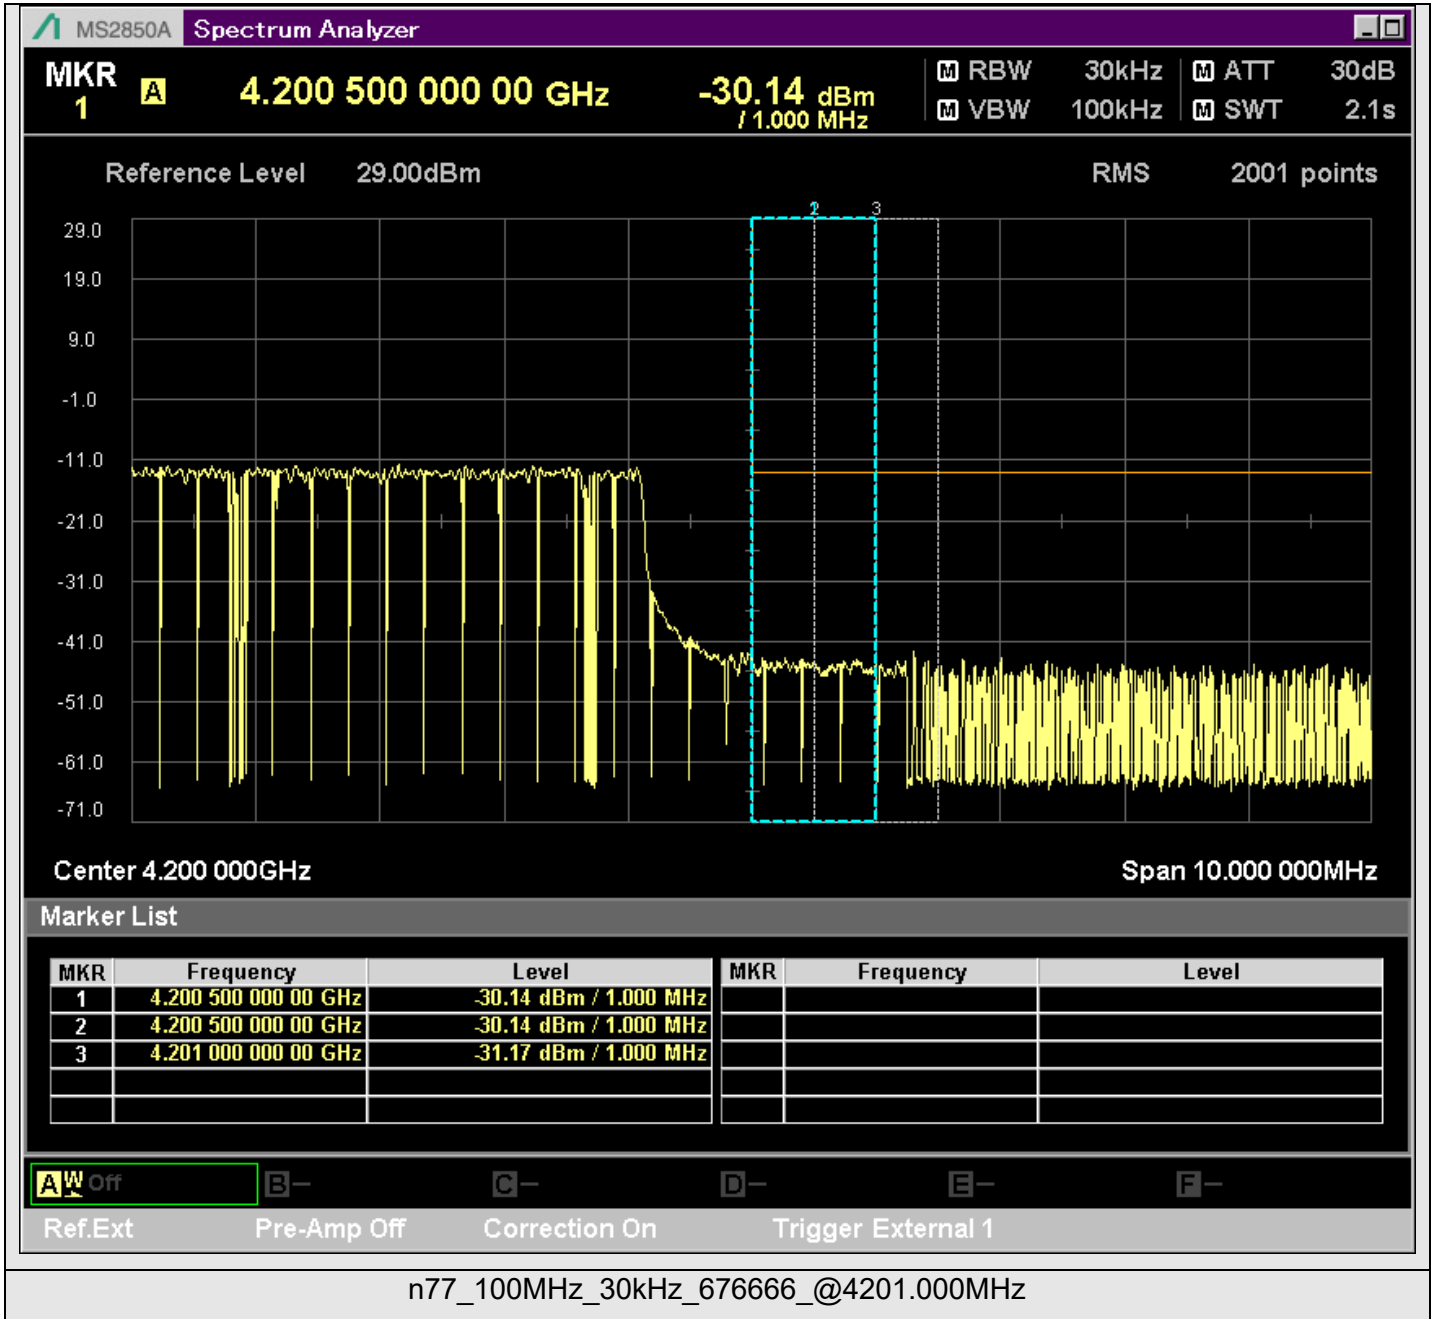 MS2850A Spectrum Analyzer
MKR 1 A 4.200 500 000 00 GHz -30.14 dBm / 1.000 MHz
M RBW 30kHz M ATT 30dB
M VBW 100kHz M SWT 2.1s
Reference Level 29.00dBm RMS 2001 points
2 3
29.0
19.0
9.0
-1.0
-11.0
-21.0
-31.0
-41.0
-51.0
-61.0
-71.0
Center 4.200 000GHz Span 10.000 000MHz
Marker List
MKR Frequency Level MKR Frequency Level
1 4.200 500 000 00 GHz -30.14 dBm / 1.000 MHz
2 4.200 500 000 00 GHz -30.14 dBm / 1.000 MHz
3 4.201 000 000 00 GHz -31.17 dBm / 1.000 MHz
A W Off B - C - D - E - F -
Ref.Ext Pre-Amp Off Correction On Trigger External 1
n77_100MHz_30kHz_676666_@4201.000MHz